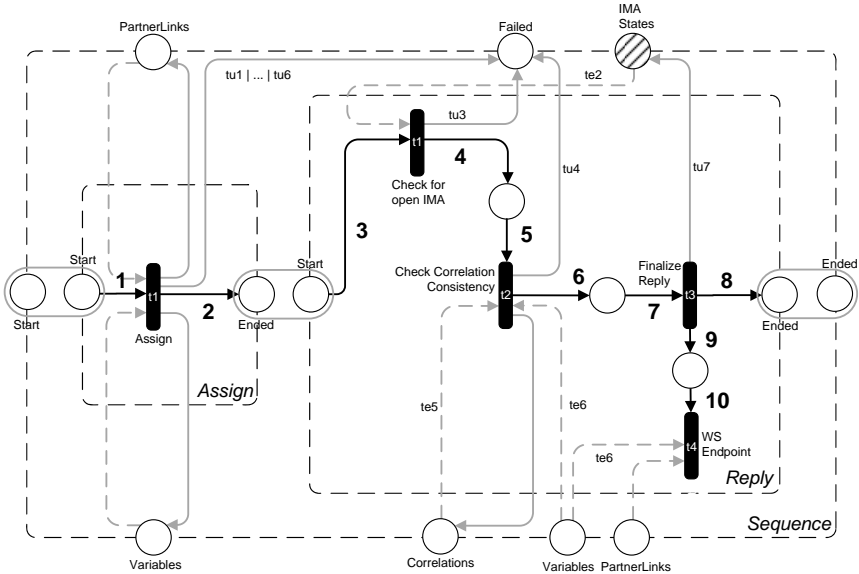 PartnerLinks
Failed
IMA
States
tu1 | ... | tu6
te2
tu3
t1
4
Check for
open IMA
tu4
tu7
3
5
Start
Start
1
t1
2
Start
Ended
Assign
Assign
Check Correlation
Consistency
t2
6
Finalize
Reply
7
t3
8
Ended
Ended
Start
9
10
te5
te6
te6
t4
WS
Endpoint
Reply
Sequence
Variables
Correlations
Variables
PartnerLinks